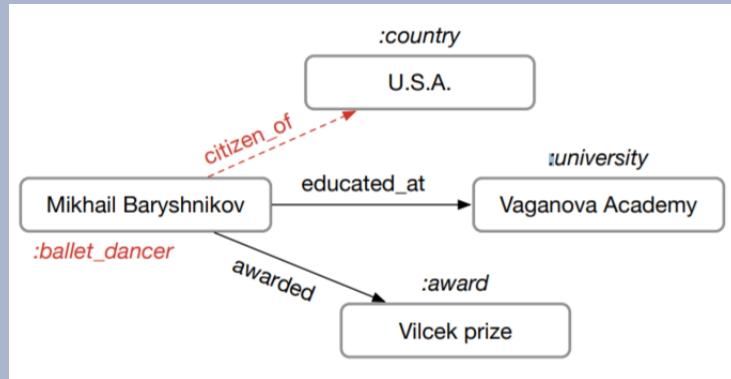 :country
U.S.A.
citizen_of
:university
educated_at
Mikhail Baryshnikov
Vaganova Academy
:ballet_dancer
awarded
:award
Vilcek prize